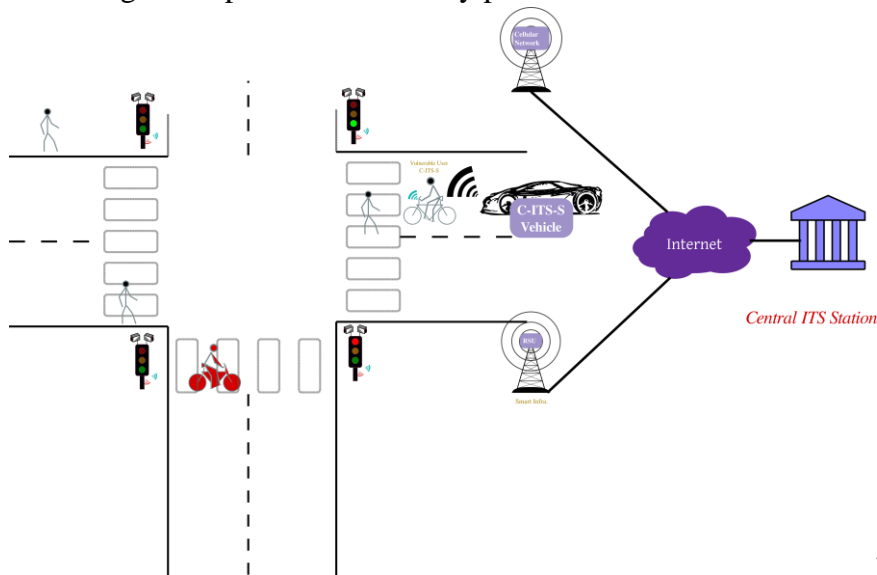 Cellular
Network
Vulnerable User
C-ITS-S
C-ITS-S
Vehicle
Internet
Central ITS Station
RSU
Smart Infra.